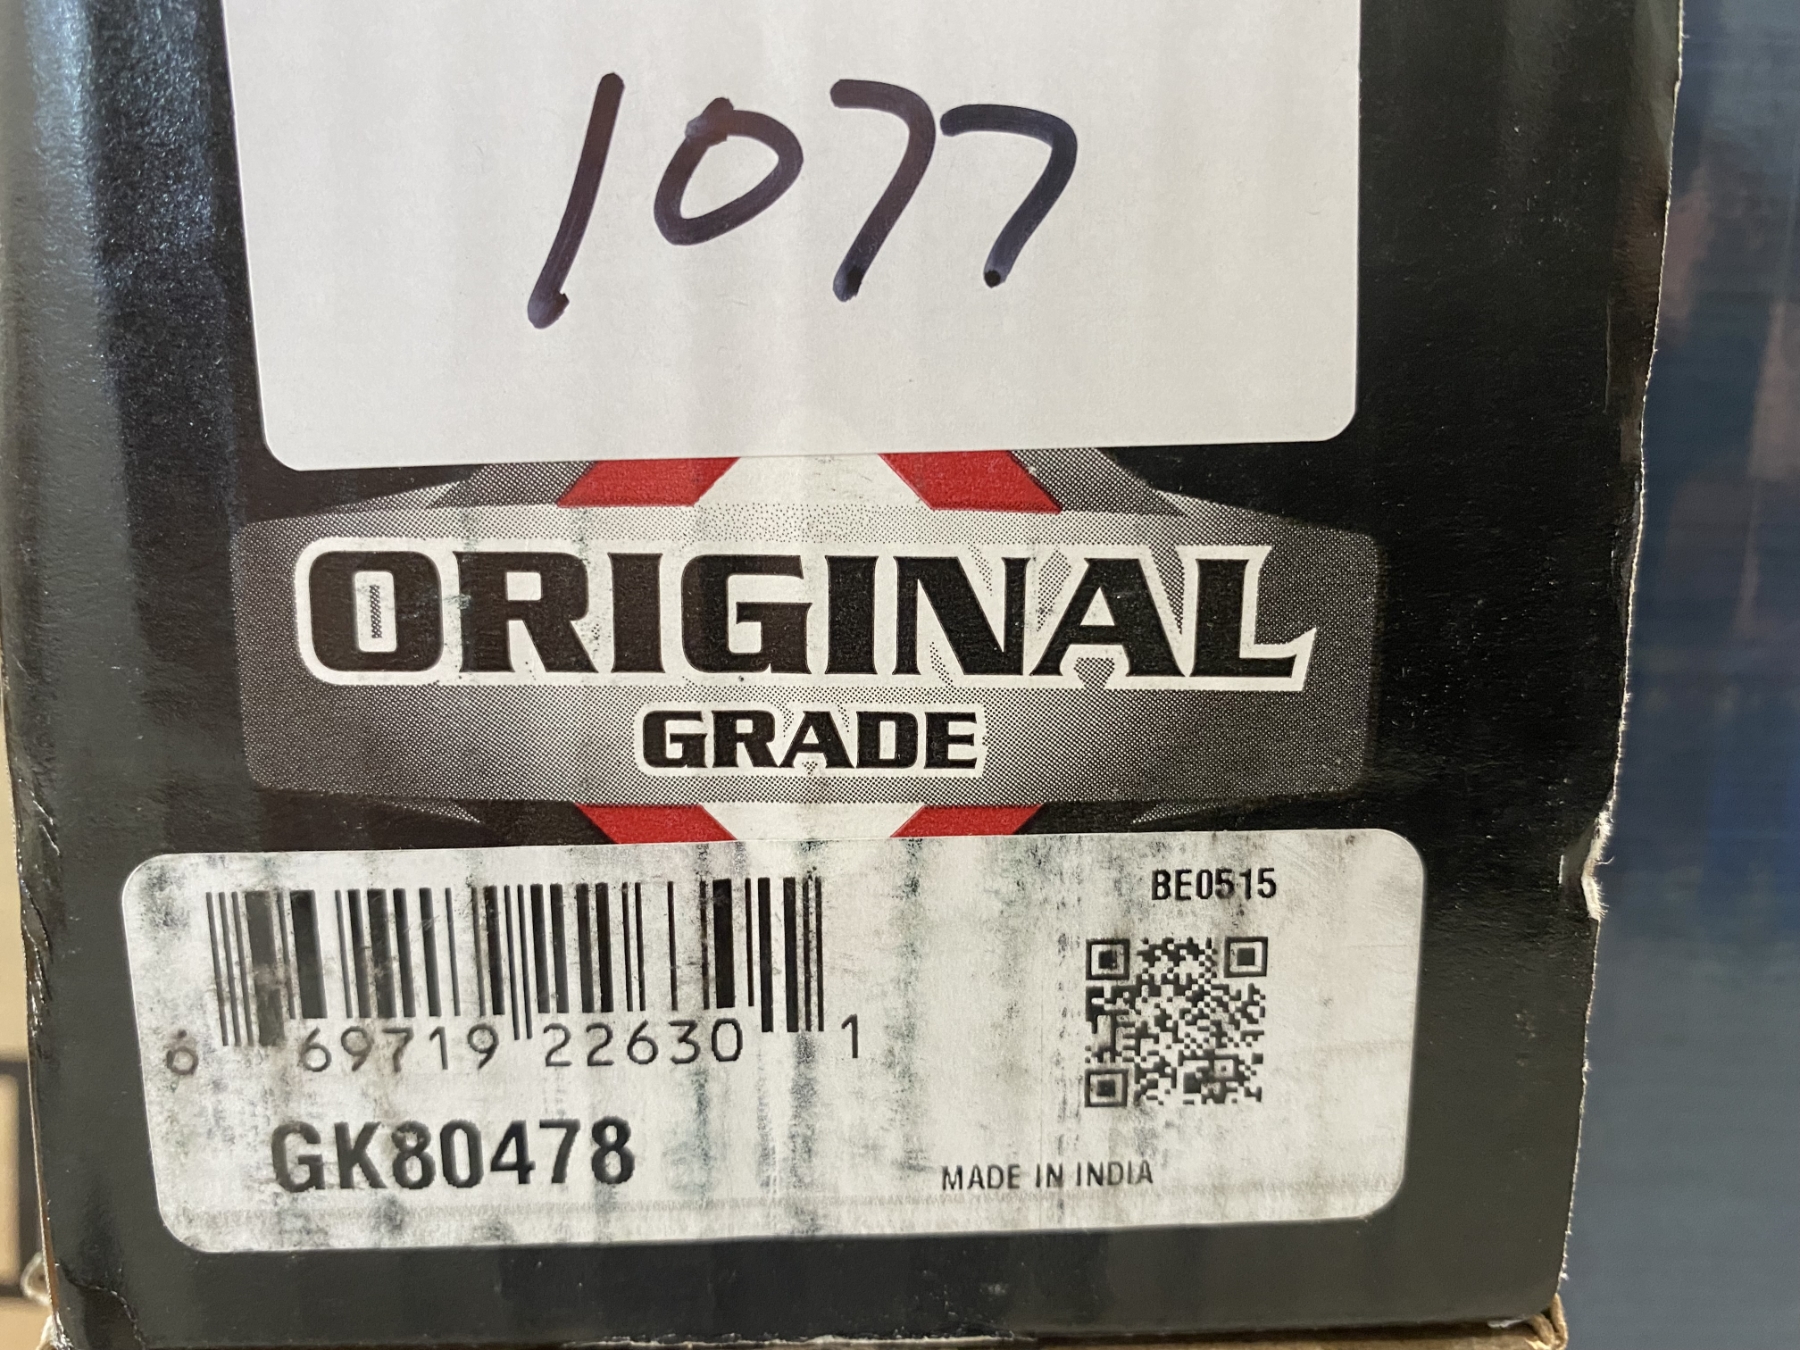 1077
ORIGINAL
GRADE
BE0515
6 69719 22630 1
GK80478
MADE IN INDIA